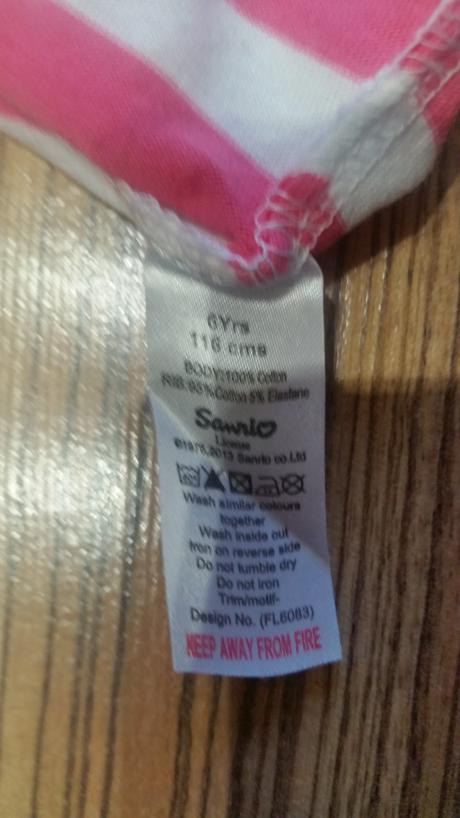 6Yrs
116 cms
BODY:100% Cotton
RIB:95%Cotton 5% Elastane
Sanrio
License
©1976,2013 Sanrio co.Ltd
Wash similar colours
together
Wash inside out
Iron on reverse side
Do not tumble dry
Do not iron
Trim/motif-
Design No. (FL6083)
KEEP AWAY FROM FIRE